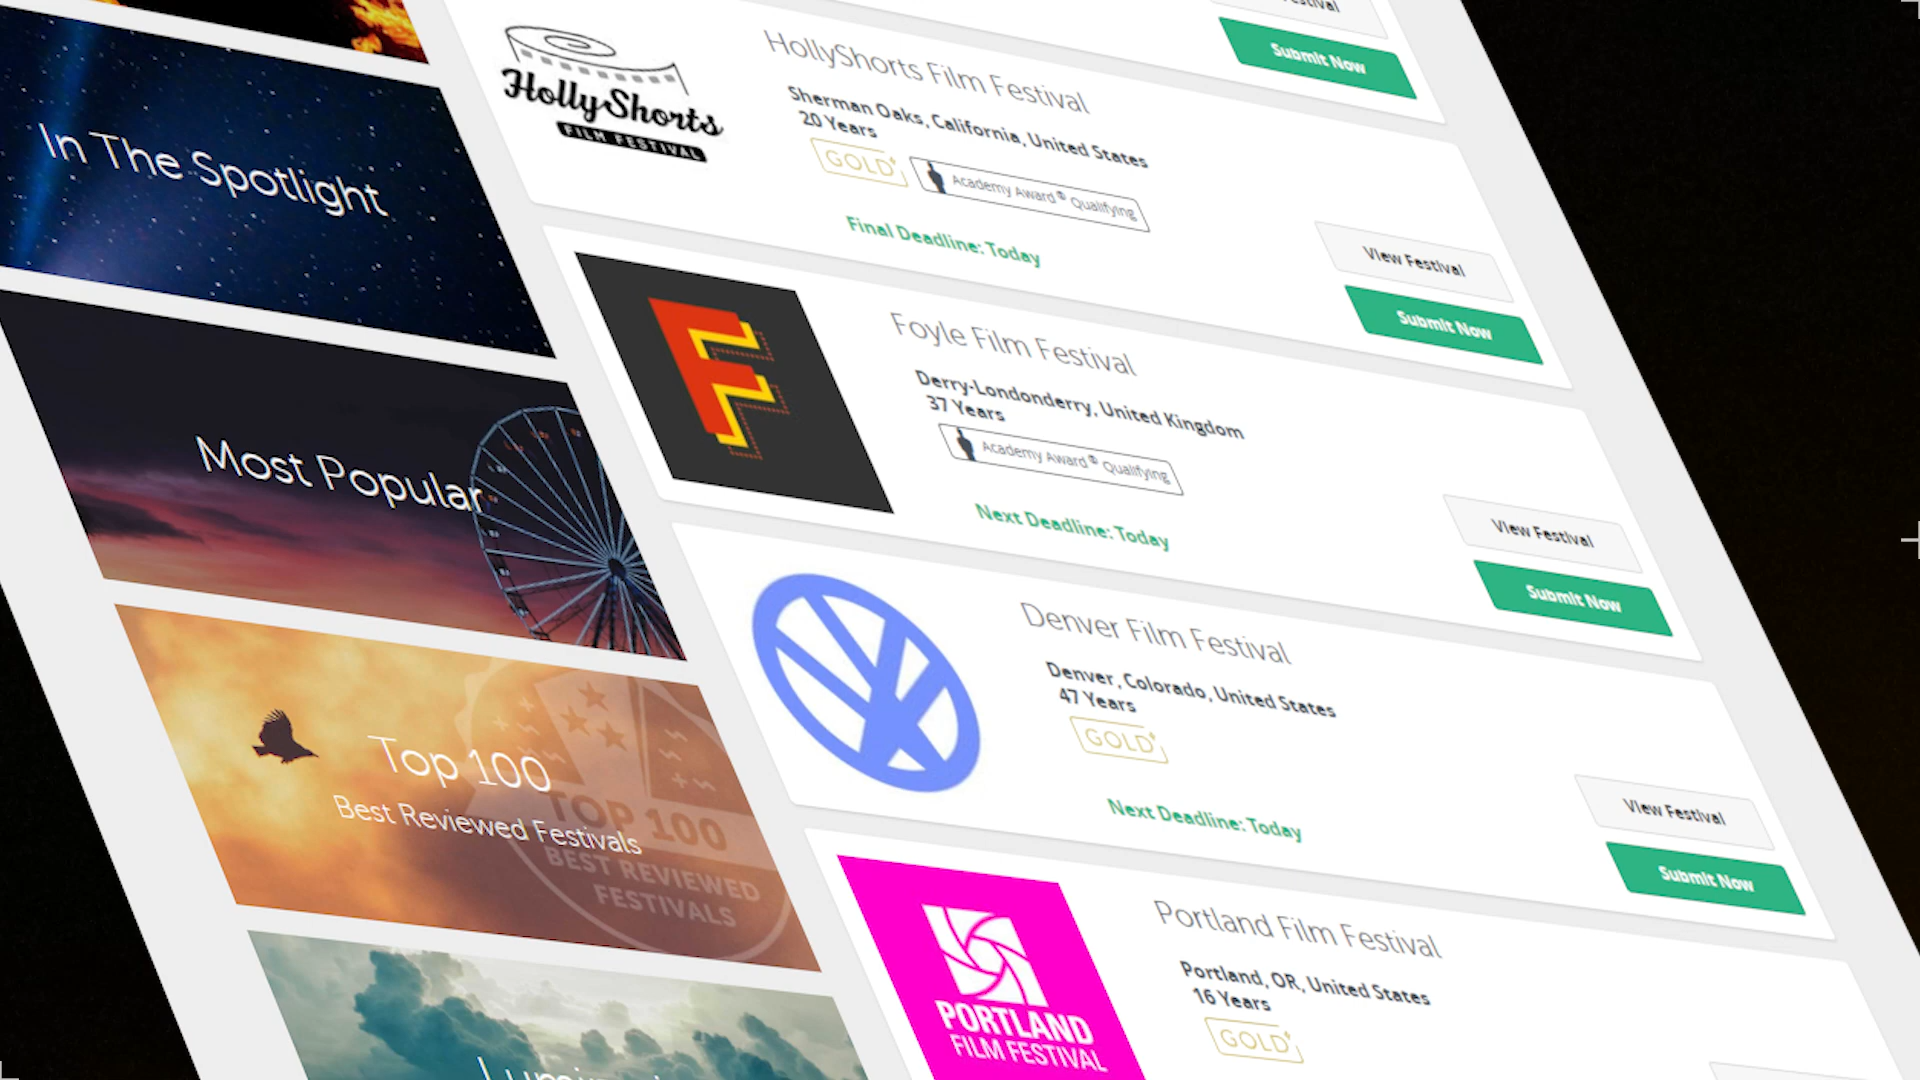 In The Spotlight
Most Popular
Top 100
Best Reviewed Festivals
TOP 100
BEST REVIEWED
FESTIVALS
Submit Now
HollyShorts
FILM FESTIVAL
HollyShorts Film Festival
Sherman Oaks, California, United States
20 Years
GOLD
Academy Award® Qualifying
Final Deadline: Today
View Festival
Submit Now
Foyle Film Festival
Derry-Londonderry, United Kingdom
37 Years
Academy Award® Qualifying
Next Deadline: Today
View Festival
Submit Now
Denver Film Festival
Denver, Colorado, United States
47 Years
GOLD
Next Deadline: Today
View Festival
Submit Now
PORTLAND
FILM FESTIVAL
Portland Film Festival
Portland, OR, United States
16 Years
GOLD